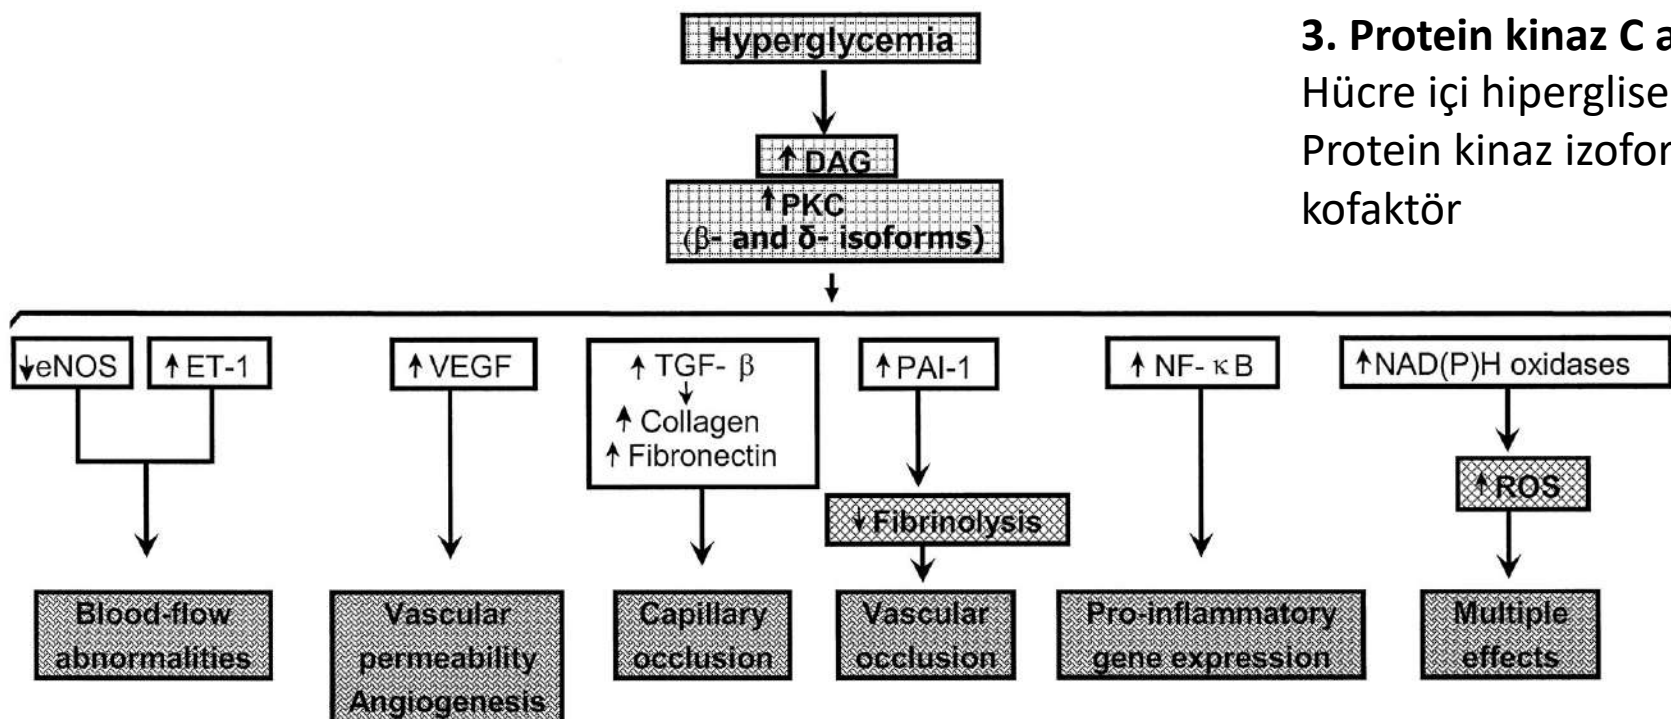 Hyperglycemia
3. Protein kinaz C a
Hücre içi hiperglise
Protein kinaz izofor
kofaktör
↑ DAG
↑ PKC
(β- and δ- isoforms)
↓eNOS
↑ ET-1
↑ VEGF
↑ TGF- β
↓
↑ Collagen
↑ Fibronectin
↑ PAI-1
↑ NF- κB
↑NAD(P)H oxidases
↓ Fibrinolysis
↑ ROS
Blood-flow
abnormalities
Vascular
permeability
Angiogenesis
Capillary
occlusion
Vascular
occlusion
Pro-inflammatory
gene expression
Multiple
effects